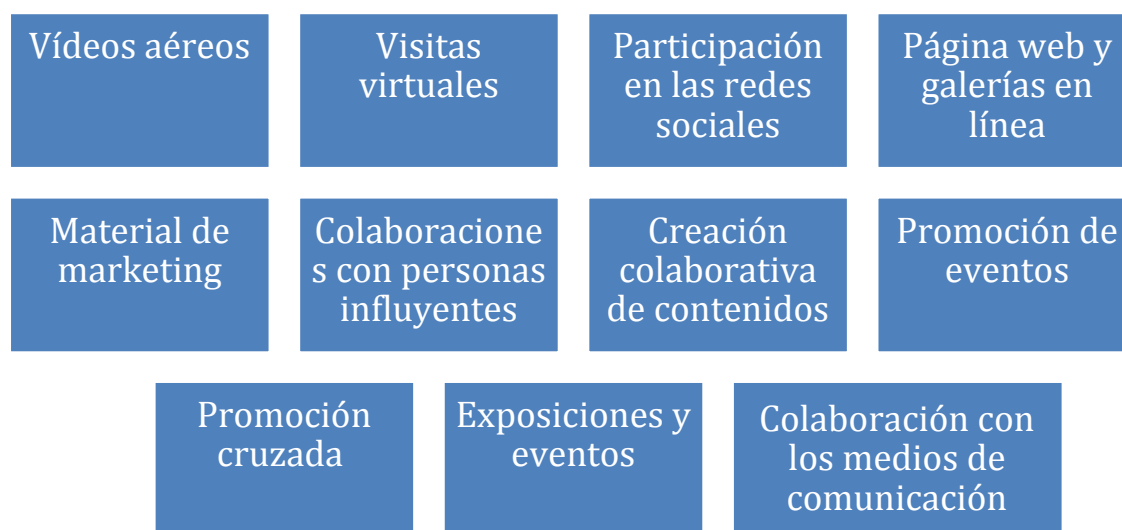 Vídeos aéreos
Visitas
virtuales
Participación
en las redes
sociales
Página web y
galerías en
línea
Material de
marketing
Colaboracione
s con personas
influyentes
Creación
colaborativa
de contenidos
Promoción de
eventos
Promoción
cruzada
Exposiciones y
eventos
Colaboración con
los medios de
comunicación